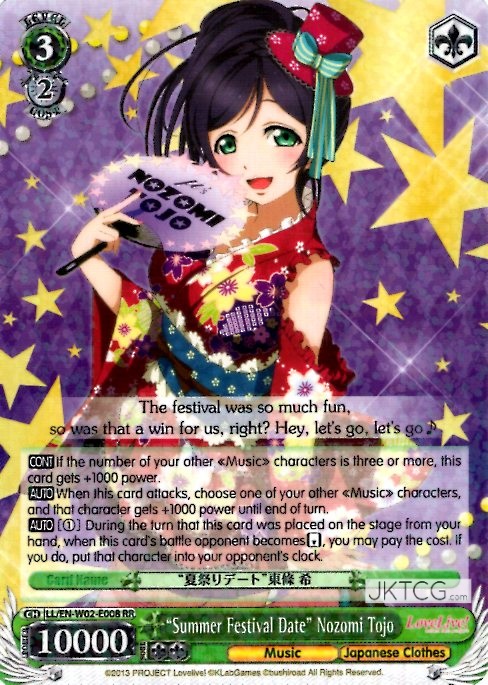 LEVEL
3
2
COST
μ's
NOZOMI
TOJO
The festival was so much fun,
so was that a win for us, right? Hey, let's go, let's go♪
CONT If the number of your other «Music» characters is three or more, this
card gets +1000 power.
AUTO When this card attacks, choose one of your other «Music» characters,
and that character gets +1000 power until end of turn.
AUTO [①] During the turn that this card was placed on the stage from your
hand, when this card's battle opponent becomes [ ], you may pay the cost. If
you do, put that character into your opponent's clock.
Card Name
"夏祭りデート"東條 希
JKTCG.com
CH LL/EN-W02-E008 RR
POWER
10000
SOUL
"Summer Festival Date" Nozomi Tojo
LoveLive!
Music
Japanese Clothes
©2013 PROJECT Lovelive! ©KLabGames ©bushiroad All Rights Reserved.